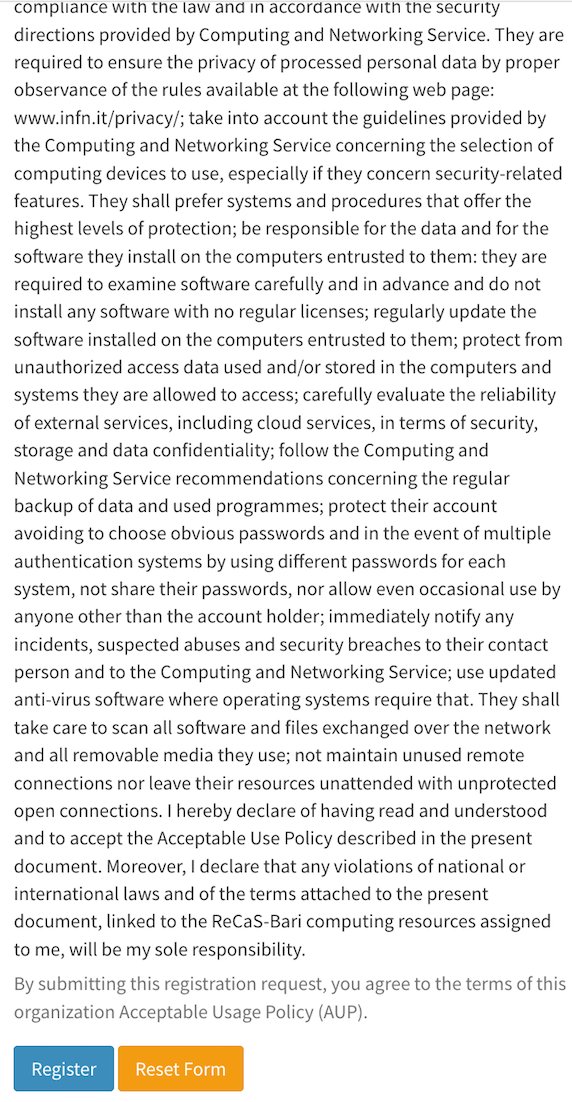 compliance with the law and in accordance with the security
directions provided by Computing and Networking Service. They are
required to ensure the privacy of processed personal data by proper
observance of the rules available at the following web page:
www.infn.it/privacy/; take into account the guidelines provided by
the Computing and Networking Service concerning the selection of
computing devices to use, especially if they concern security-related
features. They shall prefer systems and procedures that offer the
highest levels of protection; be responsible for the data and for the
software they install on the computers entrusted to them: they are
required to examine software carefully and in advance and do not
install any software with no regular licenses; regularly update the
software installed on the computers entrusted to them; protect from
unauthorized access data used and/or stored in the computers and
systems they are allowed to access; carefully evaluate the reliability
of external services, including cloud services, in terms of security,
storage and data confidentiality; follow the Computing and
Networking Service recommendations concerning the regular
backup of data and used programmes; protect their account
avoiding to choose obvious passwords and in the event of multiple
authentication systems by using different passwords for each
system, not share their passwords, nor allow even occasional use by
anyone other than the account holder; immediately notify any
incidents, suspected abuses and security breaches to their contact
person and to the Computing and Networking Service; use updated
anti-virus software where operating systems require that. They shall
take care to scan all software and files exchanged over the network
and all removable media they use; not maintain unused remote
connections nor leave their resources unattended with unprotected
open connections. I hereby declare of having read and understood
and to accept the Acceptable Use Policy described in the present
document. Moreover, I declare that any violations of national or
international laws and of the terms attached to the present
document, linked to the ReCaS-Bari computing resources assigned
to me, will be my sole responsibility.
By submitting this registration request, you agree to the terms of this
organization Acceptable Usage Policy (AUP).
Register Reset Form